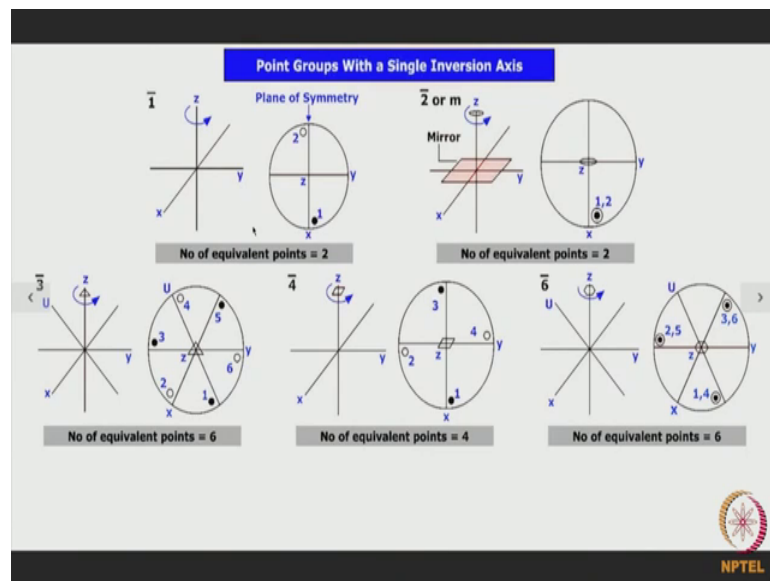 Point Groups With a Single Inversion Axis
1̅
z
y
x
Plane of Symmetry
2
z
y
1
x
No of equivalent points = 2
2̅ or m
z
Mirror
y
x
z
y
1,2
x
No of equivalent points = 2
3̅
z
U
y
x
U
4
5
3
z
y
6
2
1
x
No of equivalent points = 6
4̅
z
y
x
3
4
z
y
2
1
x
No of equivalent points = 4
6̅
z
U
y
x
U
3,6
2,5
z
y
1,4
x
No of equivalent points = 6
NPTEL